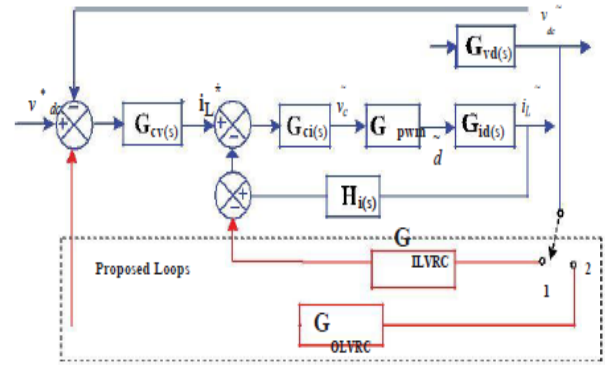 ṽ dc
G vd(s)
v* dc
+
−
G cv(s)
i L *
+
−
G ci(s)
ṽ c
G pwm
d̃
G id(s)
ĩ L
+
−
H i(s)
Proposed Loops
G ILVRC
1
2
G OLVRC